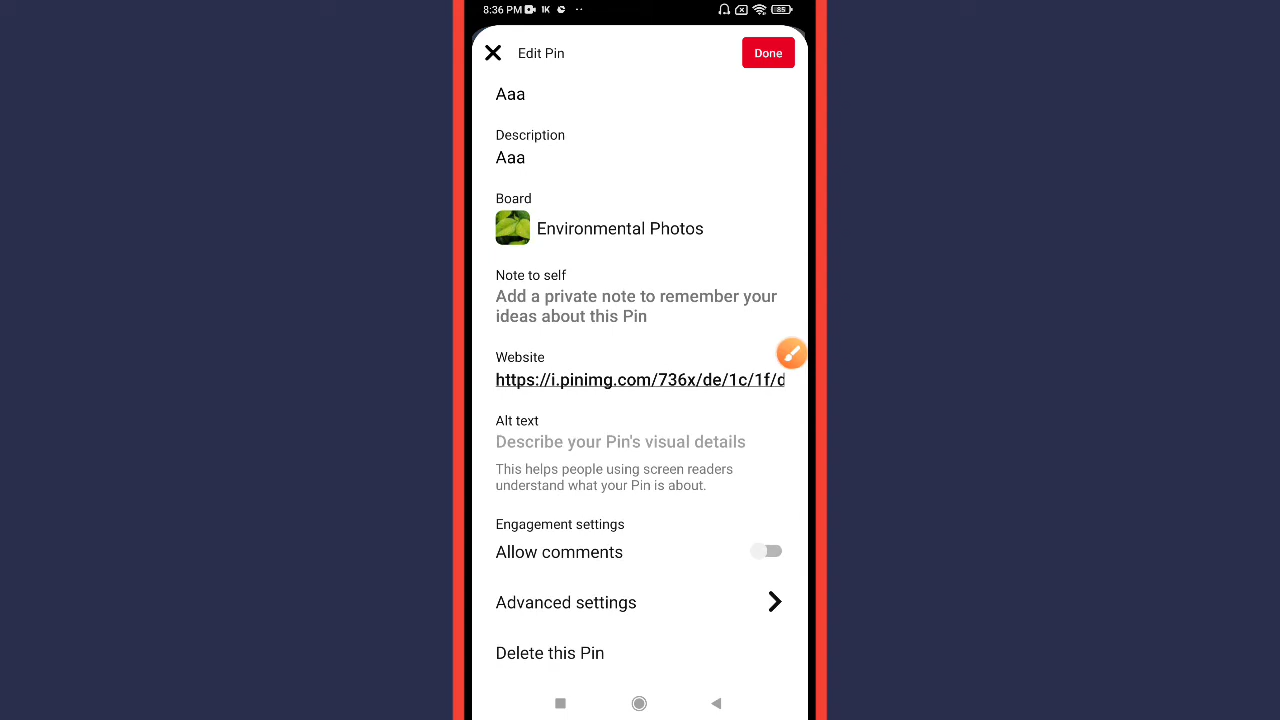 8:36 PM 1K 85
Edit Pin
Done
Aaa
Description
Aaa
Board
Environmental Photos
Note to self
Add a private note to remember your
ideas about this Pin
Website
https://i.pinimg.com/736x/de/1c/1f/d
Alt text
Describe your Pin's visual details
This helps people using screen readers
understand what your Pin is about.
Engagement settings
Allow comments
Advanced settings
Delete this Pin